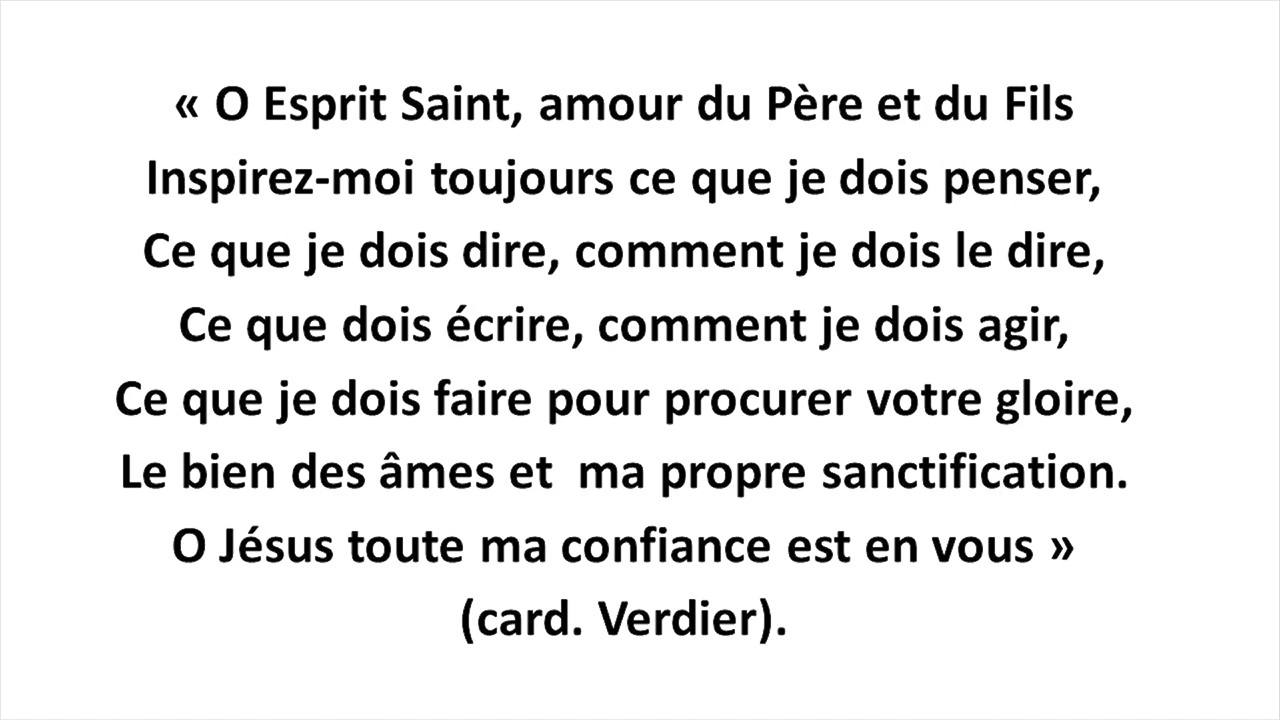 « O Esprit Saint, amour du Père et du Fils
Inspirez-moi toujours ce que je dois penser,
Ce que je dois dire, comment je dois le dire,
Ce que dois écrire, comment je dois agir,
Ce que je dois faire pour procurer votre gloire,
Le bien des âmes et  ma propre sanctification.
O Jésus toute ma confiance est en vous »
(card. Verdier).